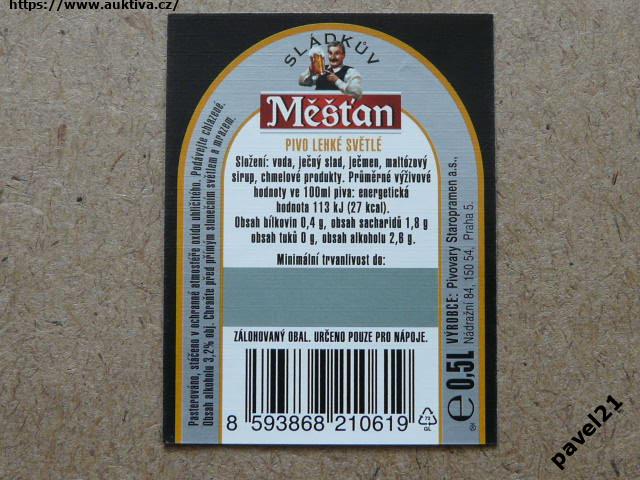 https://www.auktiva.cz/
SLÁDKŮV
Měšťan
PIVO LEHKÉ SVĚTLÉ
Složení: voda, ječný slad, ječmen, maltózový
sirup, chmelové produkty. Průměrné výživové
hodnoty ve 100ml piva: energetická
hodnota 113 kJ (27 kcal).
Obsah bílkovin 0,4 g, obsah sacharidů 1,8 g
obsah tuků 0 g, obsah alkoholu 2,6 g.
Minimální trvanlivost do:
ZÁLOHOVANÝ OBAL. URČENO POUZE PRO NÁPOJE.
8 593868 210619
72
GL
Pasterováno, stáčeno v ochranné atmosféře oxidu uhličitého. Podávejte chlazené.
Obsah alkoholu 3,2% obj. Chraňte před přímým slunečním světlem a mrazem.
℮ 0,5L
VÝROBCE: Pivovary Staropramen a.s.,
Nádražní 84, 150 54, Praha 5.
pavel21